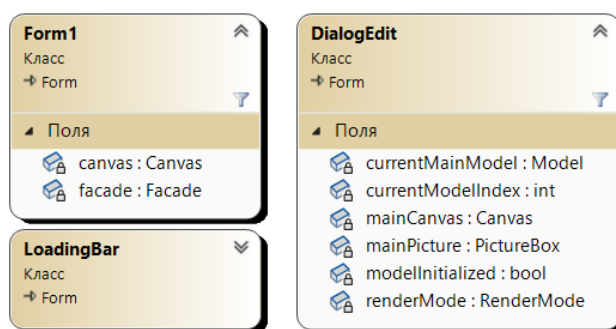 Form1
Класс
Form
Поля
canvas : Canvas
facade : Facade
LoadingBar
Класс
Form
DialogEdit
Класс
Form
Поля
currentMainModel : Model
currentModelIndex : int
mainCanvas : Canvas
mainPicture : PictureBox
modelInitialized : bool
renderMode : RenderMode